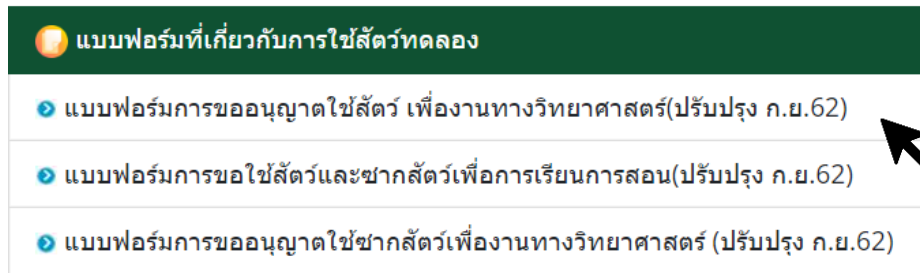 แบบฟอร์มที่เกี่ยวกับการใช้สัตว์ทดลอง
แบบฟอร์มการขออนุญาตใช้สัตว์ เพื่องานทางวิทยาศาสตร์(ปรับปรุง ก.ย.62)
แบบฟอร์มการขอใช้สัตว์และซากสัตว์เพื่อการเรียนการสอน(ปรับปรุง ก.ย.62)
แบบฟอร์มการขออนุญาตใช้ซากสัตว์เพื่องานทางวิทยาศาสตร์ (ปรับปรุง ก.ย.62)